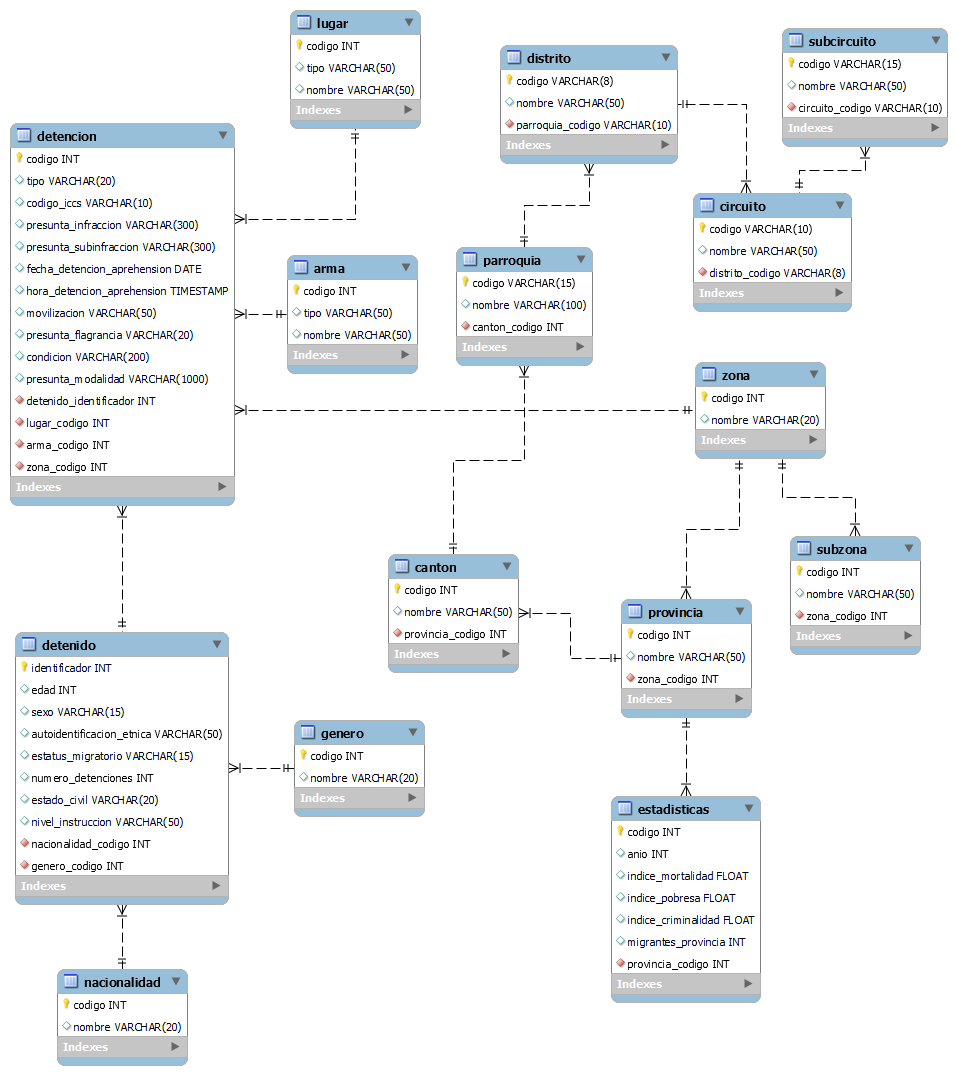 lugar
codigo INT
tipo VARCHAR(50)
nombre VARCHAR(50)
Indexes
distrito
codigo VARCHAR(8)
nombre VARCHAR(50)
parroquia_codigo VARCHAR(10)
Indexes
subcircuito
codigo VARCHAR(15)
nombre VARCHAR(50)
circuito_codigo VARCHAR(10)
Indexes
detencion
codigo INT
tipo VARCHAR(20)
codigo_iccs VARCHAR(10)
presunta_infraccion VARCHAR(300)
presunta_subinfraccion VARCHAR(300)
fecha_detencion_aprehension DATE
hora_detencion_aprehension TIMESTAMP
movilizacion VARCHAR(50)
presunta_flagrancia VARCHAR(20)
condicion VARCHAR(200)
presunta_modalidad VARCHAR(1000)
detenido_identificador INT
lugar_codigo INT
arma_codigo INT
zona_codigo INT
Indexes
circuito
codigo VARCHAR(10)
nombre VARCHAR(50)
distrito_codigo VARCHAR(8)
Indexes
arma
codigo INT
tipo VARCHAR(50)
nombre VARCHAR(50)
Indexes
parroquia
codigo VARCHAR(15)
nombre VARCHAR(100)
canton_codigo INT
Indexes
zona
codigo INT
nombre VARCHAR(20)
Indexes
subzona
codigo INT
nombre VARCHAR(50)
zona_codigo INT
Indexes
canton
codigo INT
nombre VARCHAR(50)
provincia_codigo INT
Indexes
provincia
codigo INT
nombre VARCHAR(50)
zona_codigo INT
Indexes
detenido
identificador INT
edad INT
sexo VARCHAR(15)
autoidentificacion_etnica VARCHAR(50)
estatus_migratorio VARCHAR(15)
numero_detenciones INT
estado_civil VARCHAR(20)
nivel_instruccion VARCHAR(50)
nacionalidad_codigo INT
genero_codigo INT
Indexes
genero
codigo INT
nombre VARCHAR(20)
Indexes
estadisticas
codigo INT
anio INT
indice_mortalidad FLOAT
indice_pobresa FLOAT
indice_criminalidad FLOAT
migrantes_provincia INT
provincia_codigo INT
Indexes
nacionalidad
codigo INT
nombre VARCHAR(20)
Indexes